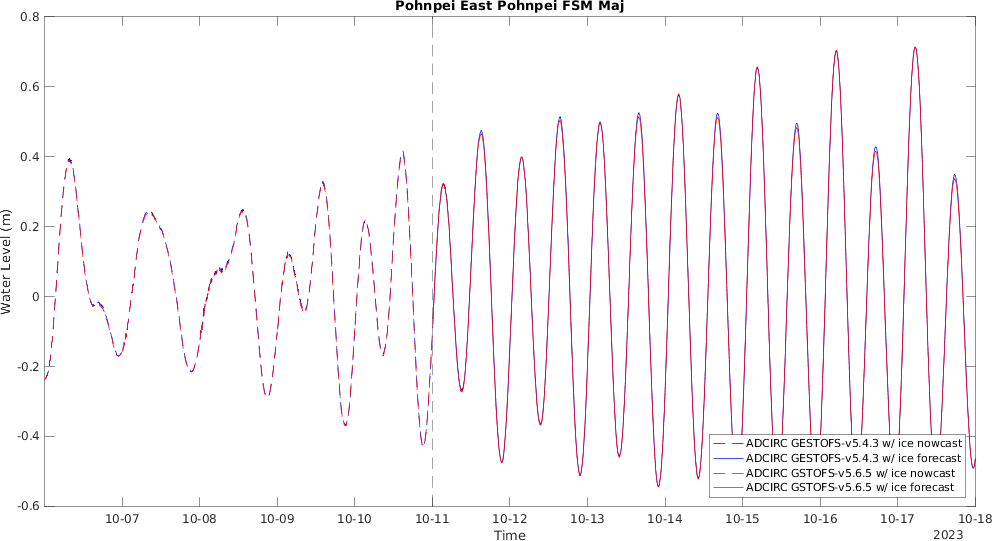 Pohnpei East Pohnpei FSM Maj
0.8
0.6
0.4
0.2
0
-0.2
-0.4
-0.6
Water Level (m)
ADCIRC GESTOFS-v5.4.3 w/ ice nowcast
ADCIRC GESTOFS-v5.4.3 w/ ice forecast
ADCIRC GSTOFS-v5.6.5 w/ ice nowcast
ADCIRC GSTOFS-v5.6.5 w/ ice forecast
10-07 10-08 10-09 10-10 10-11 10-12 10-13 10-14 10-15 10-16 10-17 10-18
Time
2023